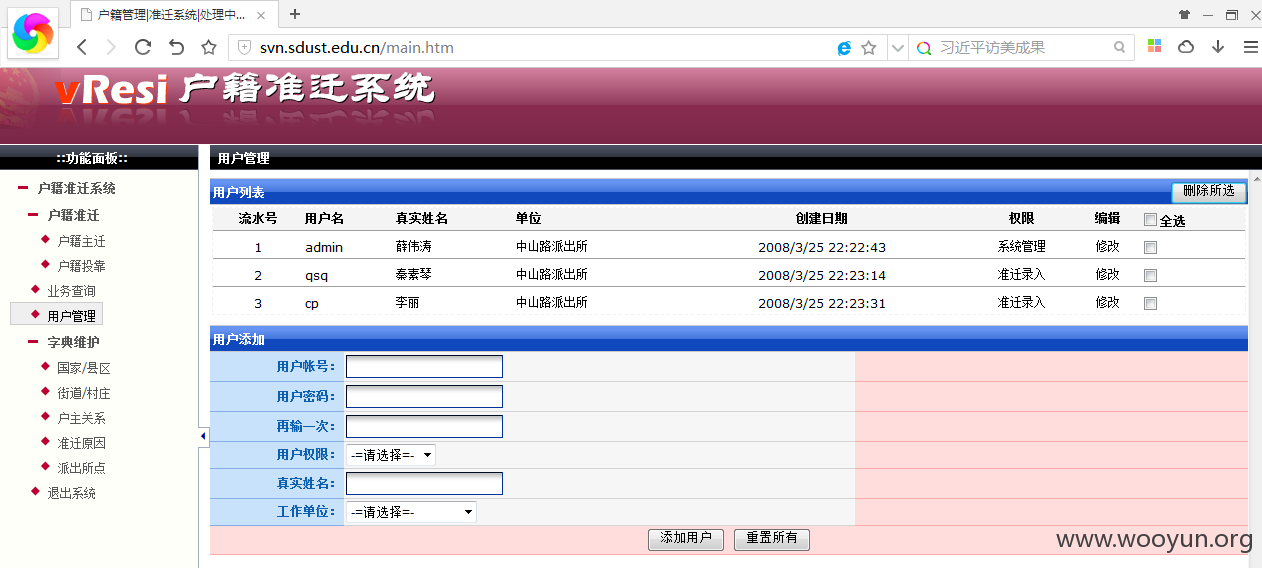 户籍管理|准迁系统|处理中...
svn.sdust.edu.cn/main.htm
习近平访美成果
vResi 户籍准迁系统
::功能面板::
户籍准迁系统
户籍准迁
户籍主迁
户籍投靠
业务查询
用户管理
字典维护
国家/县区
街道/村庄
户主关系
准迁原因
派出所点
退出系统
用户管理
用户列表 删除所选
流水号 用户名 真实姓名 单位 创建日期 权限 编辑 全选
1 admin 薛伟涛 中山路派出所 2008/3/25 22:22:43 系统管理 修改
2 qsq 秦素琴 中山路派出所 2008/3/25 22:23:14 准迁录入 修改
3 cp 李丽 中山路派出所 2008/3/25 22:23:31 准迁录入 修改
用户添加
用户帐号：
用户密码：
再输一次：
用户权限： -=请选择=-
真实姓名：
工作单位： -=请选择=-
添加用户 重置所有
www.wooyun.org